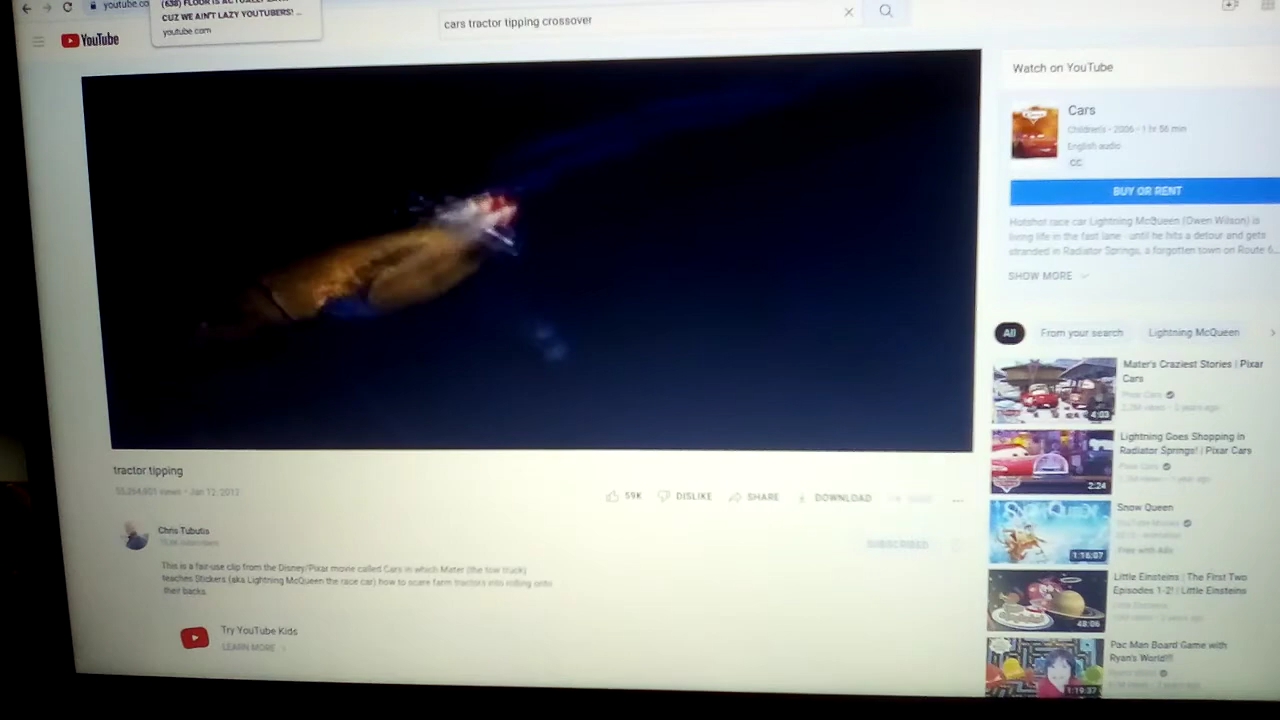 youtube.co
CUZ WE AIN'T LAZY YOUTUBERS! ...
youtube.com
cars tractor tipping crossover
YouTube
Watch on YouTube
Cars
Children's • 2006 • 1 hr 56 min
English audio
CC
BUY OR RENT
Hotshot race car Lightning McQueen (Owen Wilson) is
living life in the fast lane - until he hits a detour and gets
stranded in Radiator Springs, a forgotten town on Route 6...
SHOW MORE
All
From your search
Lightning McQueen
Mater's Craziest Stories | Pixar
Cars
Pixar Cars
4:03
Lightning Goes Shopping in
Radiator Springs! | Pixar Cars
Pixar Cars
2:24
Snow Queen
YouTube Movies
Free with Ads
1:16:07
Little Einsteins | The First Two
Episodes 1-2! | Little Einsteins
Little Einsteins
48:06
Pac Man Board Game with
Ryan's World!!!
1:19:37
tractor tipping
views • Jan 12, 2012
59K
DISLIKE
SHARE
DOWNLOAD
Chris Tubutis
SUBSCRIBED
This is a fair-use clip from the Disney/Pixar movie called Cars in which Mater (the tow truck)
teaches Stickers (aka Lightning McQueen the race car) how to scare farm tractors into rolling onto
their backs.
Try YouTube Kids
LEARN MORE